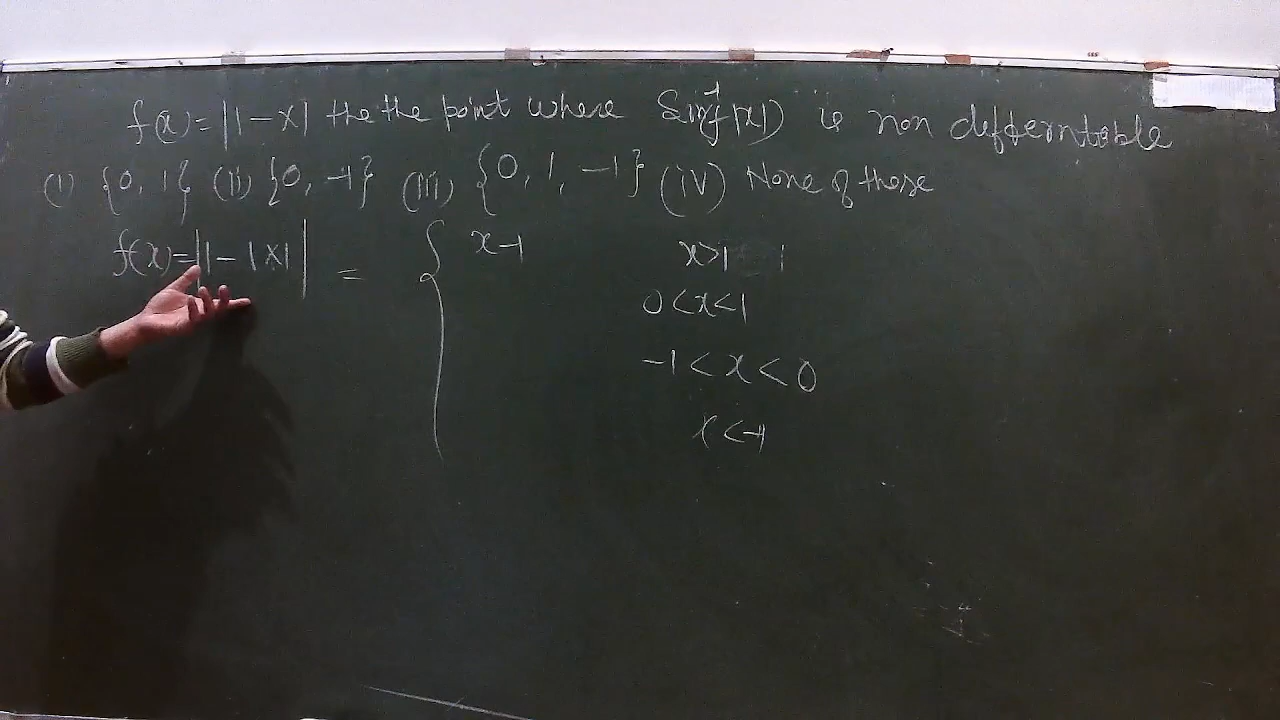 f(x) = |1 - x| the the point where Sin⁻¹(f|x|) is non defferntable
(i) {0, 1} (ii) {0, -1} (iii) {0, 1, -1} (iv) None of these
f(x) = |1 - |x|| = { x-1 x>1
0 < x < 1
-1 < x < 0
x < -1